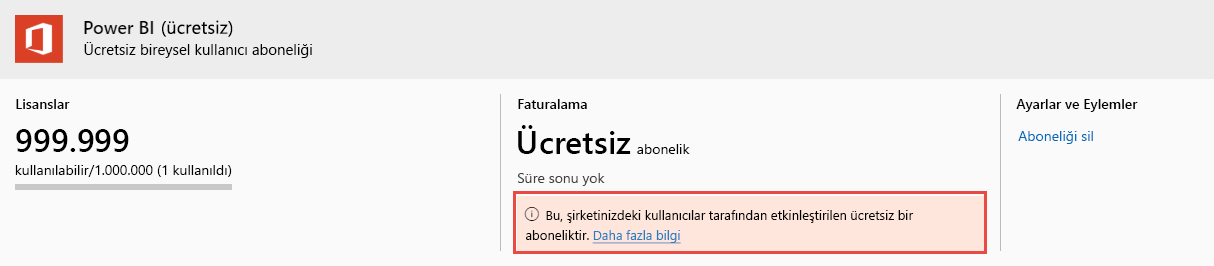 Power BI (ücretsiz)
Ücretsiz bireysel kullanıcı aboneliği
Lisanslar
999.999
kullanılabilir/1.000.000 (1 kullanıldı)
Faturalama
Ücretsiz abonelik
Süre sonu yok
Bu, şirketinizdeki kullanıcılar tarafından etkinleştirilen ücretsiz bir
aboneliktir. Daha fazla bilgi
Ayarlar ve Eylemler
Aboneliği sil